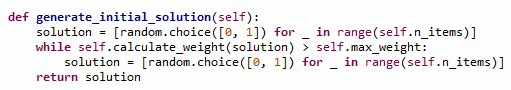 def generate_initial_solution(self):
    solution = [random.choice([0, 1]) for _ in range(self.n_items)]
    while self.calculate_weight(solution) > self.max_weight:
        solution = [random.choice([0, 1]) for _ in range(self.n_items)]
    return solution